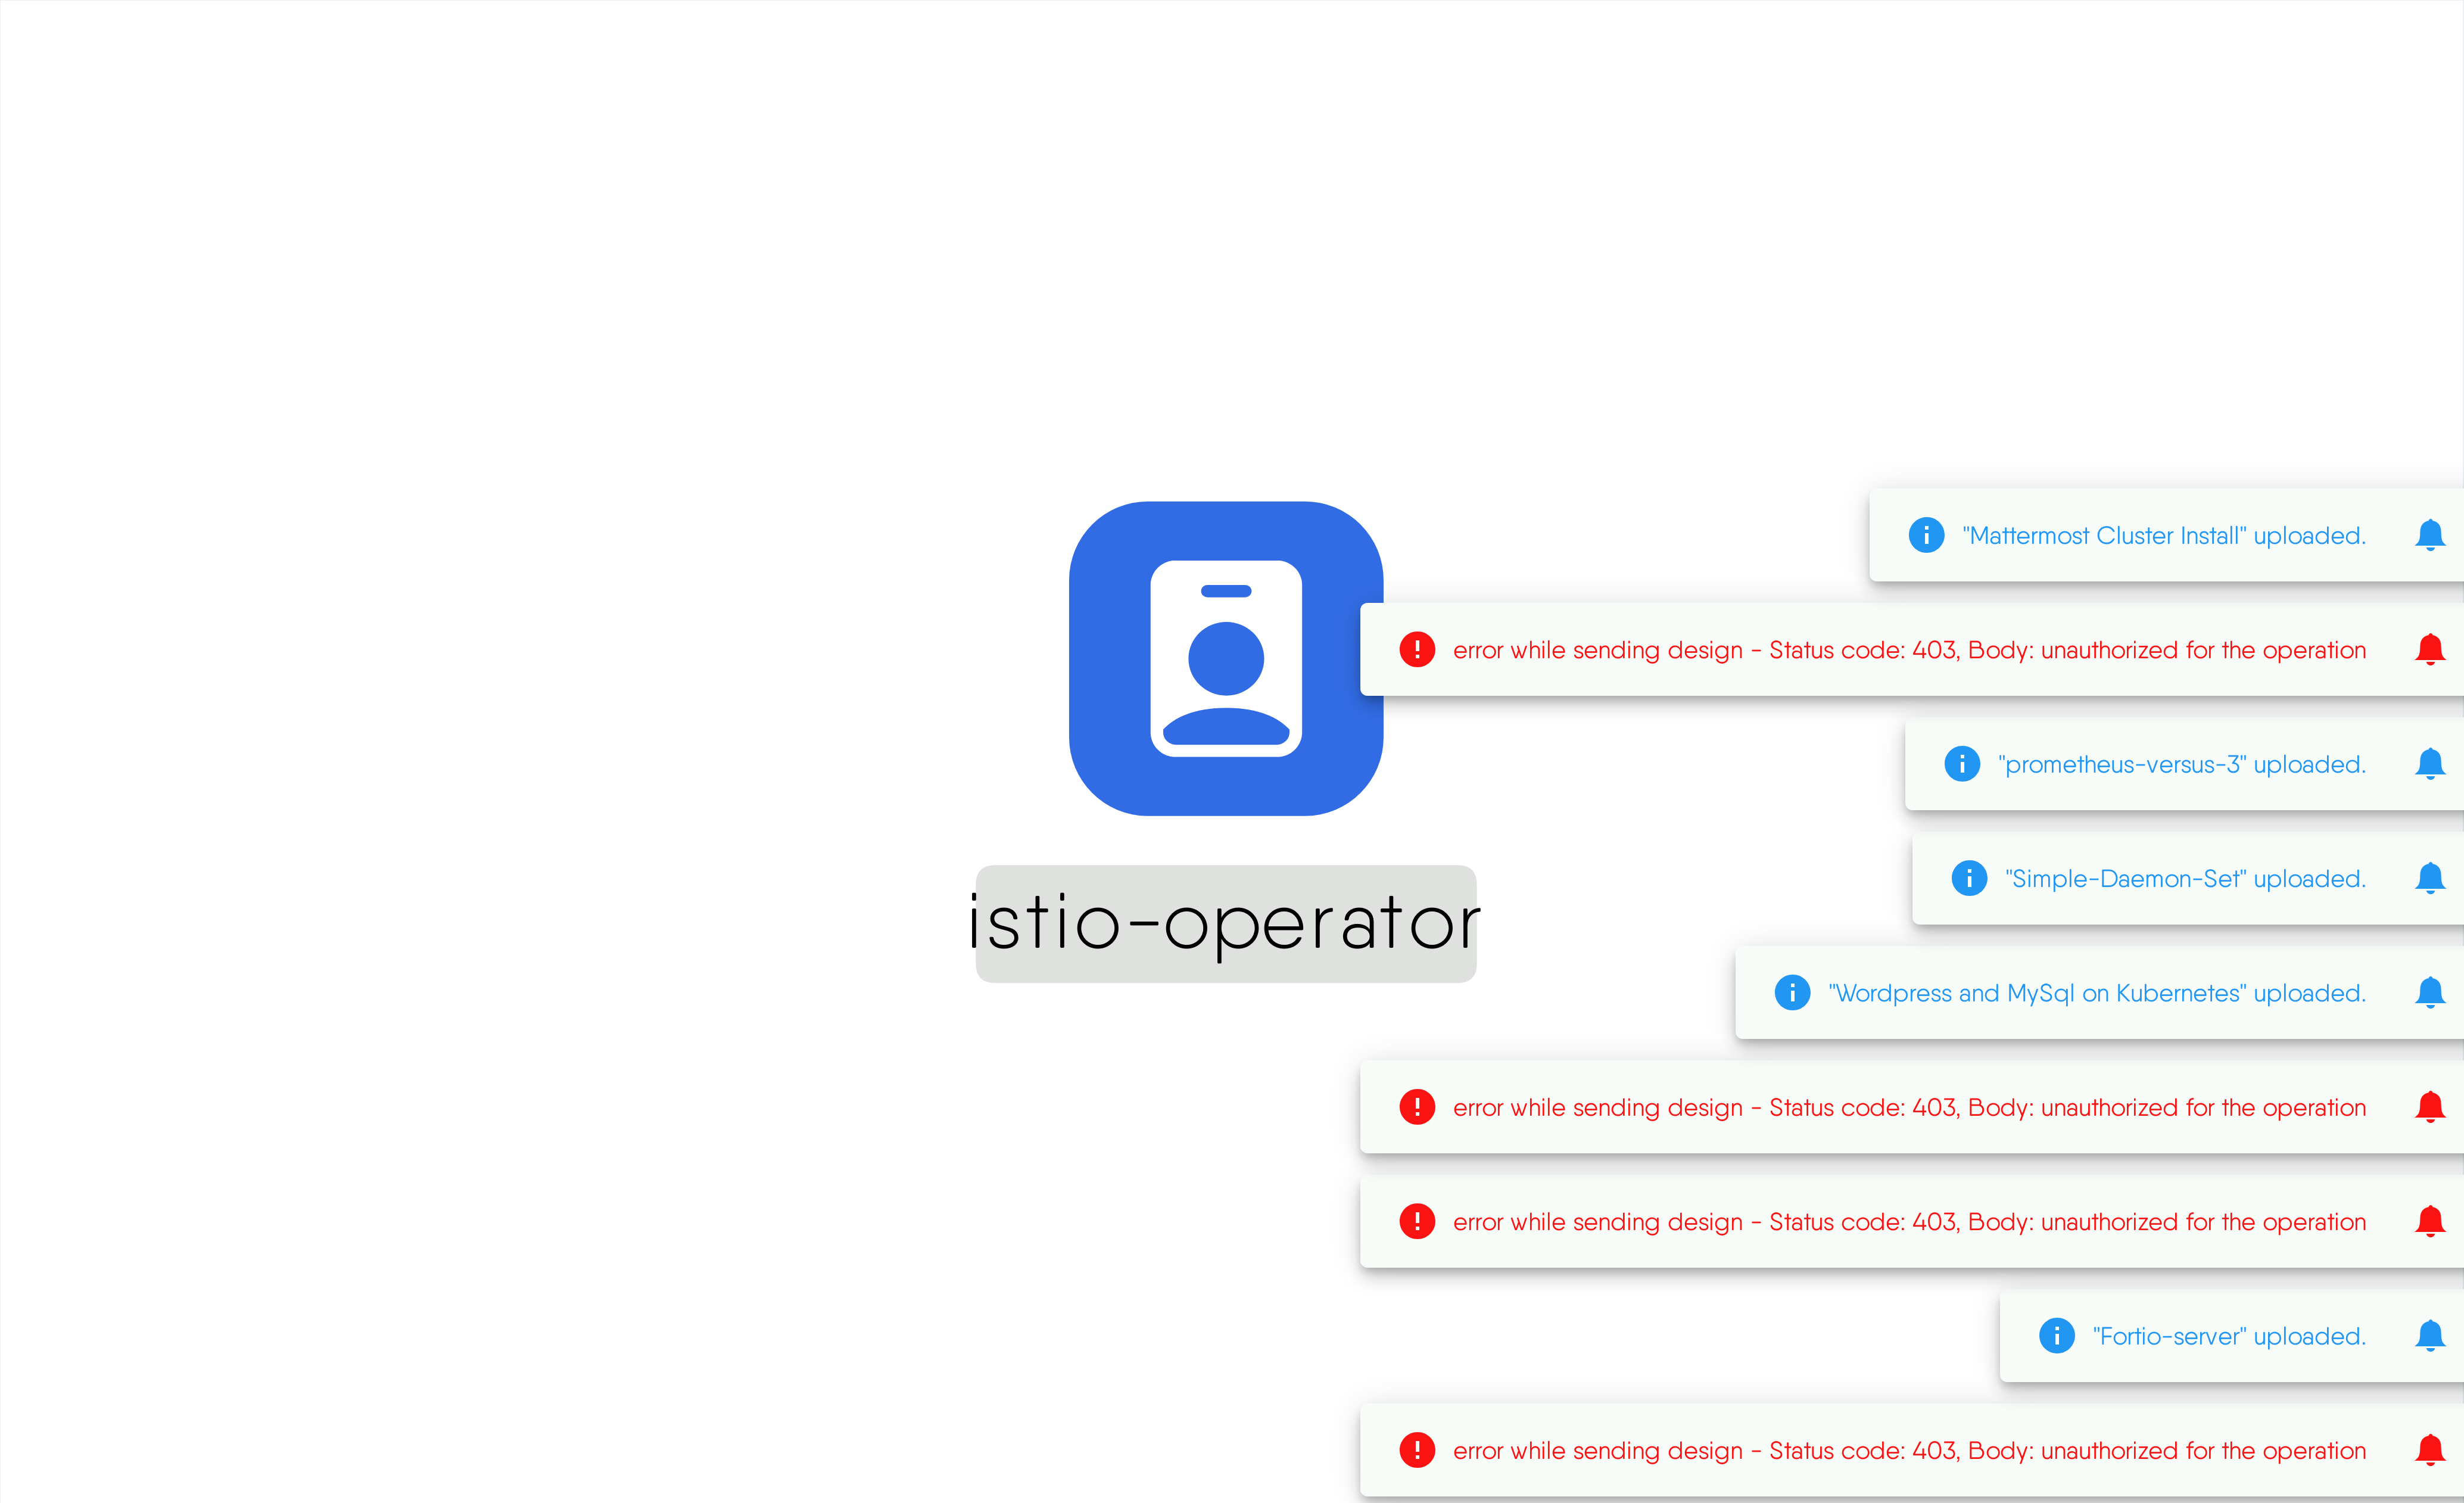 "Mattermost Cluster Install" uploaded.
error while sending design - Status code: 403, Body: unauthorized for the operation
"prometheus-versus-3" uploaded.
"Simple-Daemon-Set" uploaded.
istio-operator
"Wordpress and MySql on Kubernetes" uploaded.
error while sending design - Status code: 403, Body: unauthorized for the operation
error while sending design - Status code: 403, Body: unauthorized for the operation
"Fortio-server" uploaded.
error while sending design - Status code: 403, Body: unauthorized for the operation